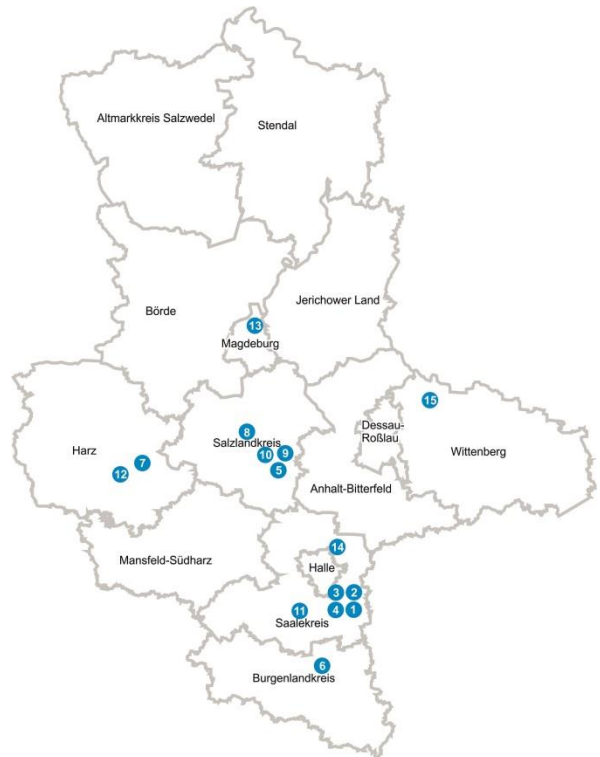 Altmarkkreis Salzwedel
Stendal
Börde
Jerichower Land
13
Magdeburg
15
Dessau-
Roßlau
Wittenberg
8
Salzlandkreis
9
10
5
Harz
7
12
Anhalt-Bitterfeld
14
Mansfeld-Südharz
Halle
3
2
11
4
1
Saalekreis
6
Burgenlandkreis